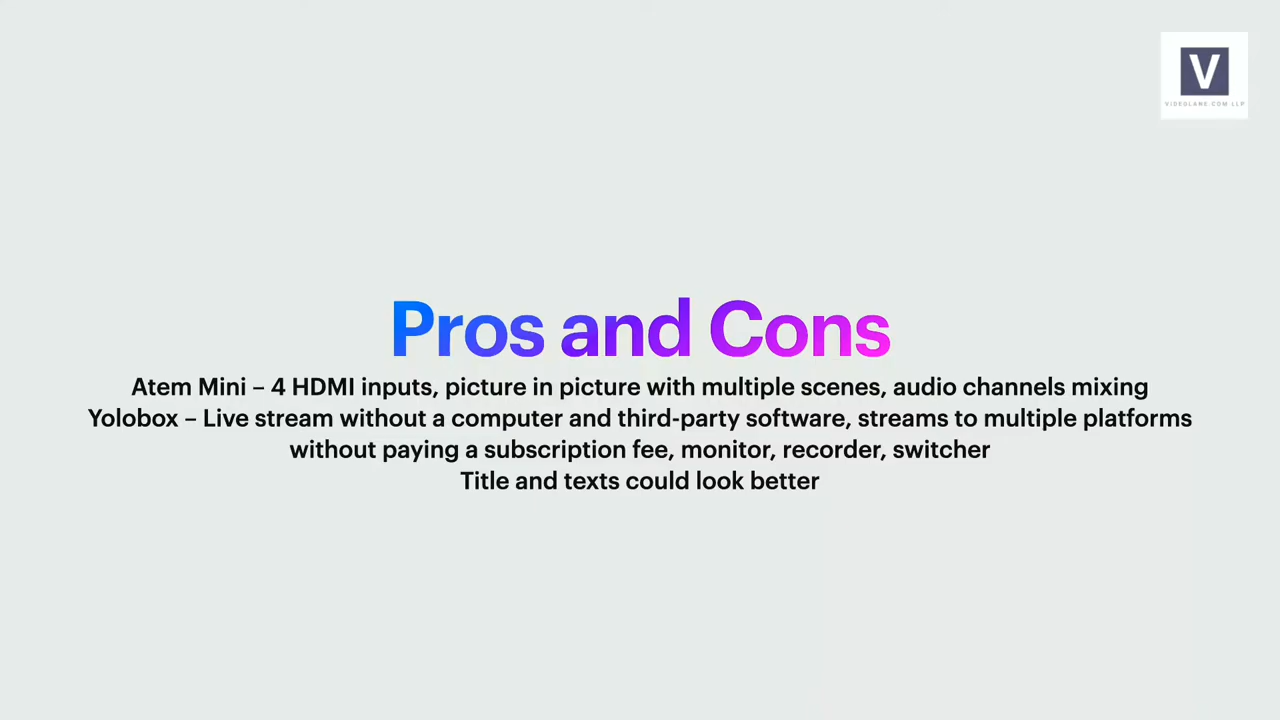 V
VIDEOLANE.COM LLP
Pros and Cons
Atem Mini – 4 HDMI inputs, picture in picture with multiple scenes, audio channels mixing
Yolobox – Live stream without a computer and third-party software, streams to multiple platforms
without paying a subscription fee, monitor, recorder, switcher
Title and texts could look better